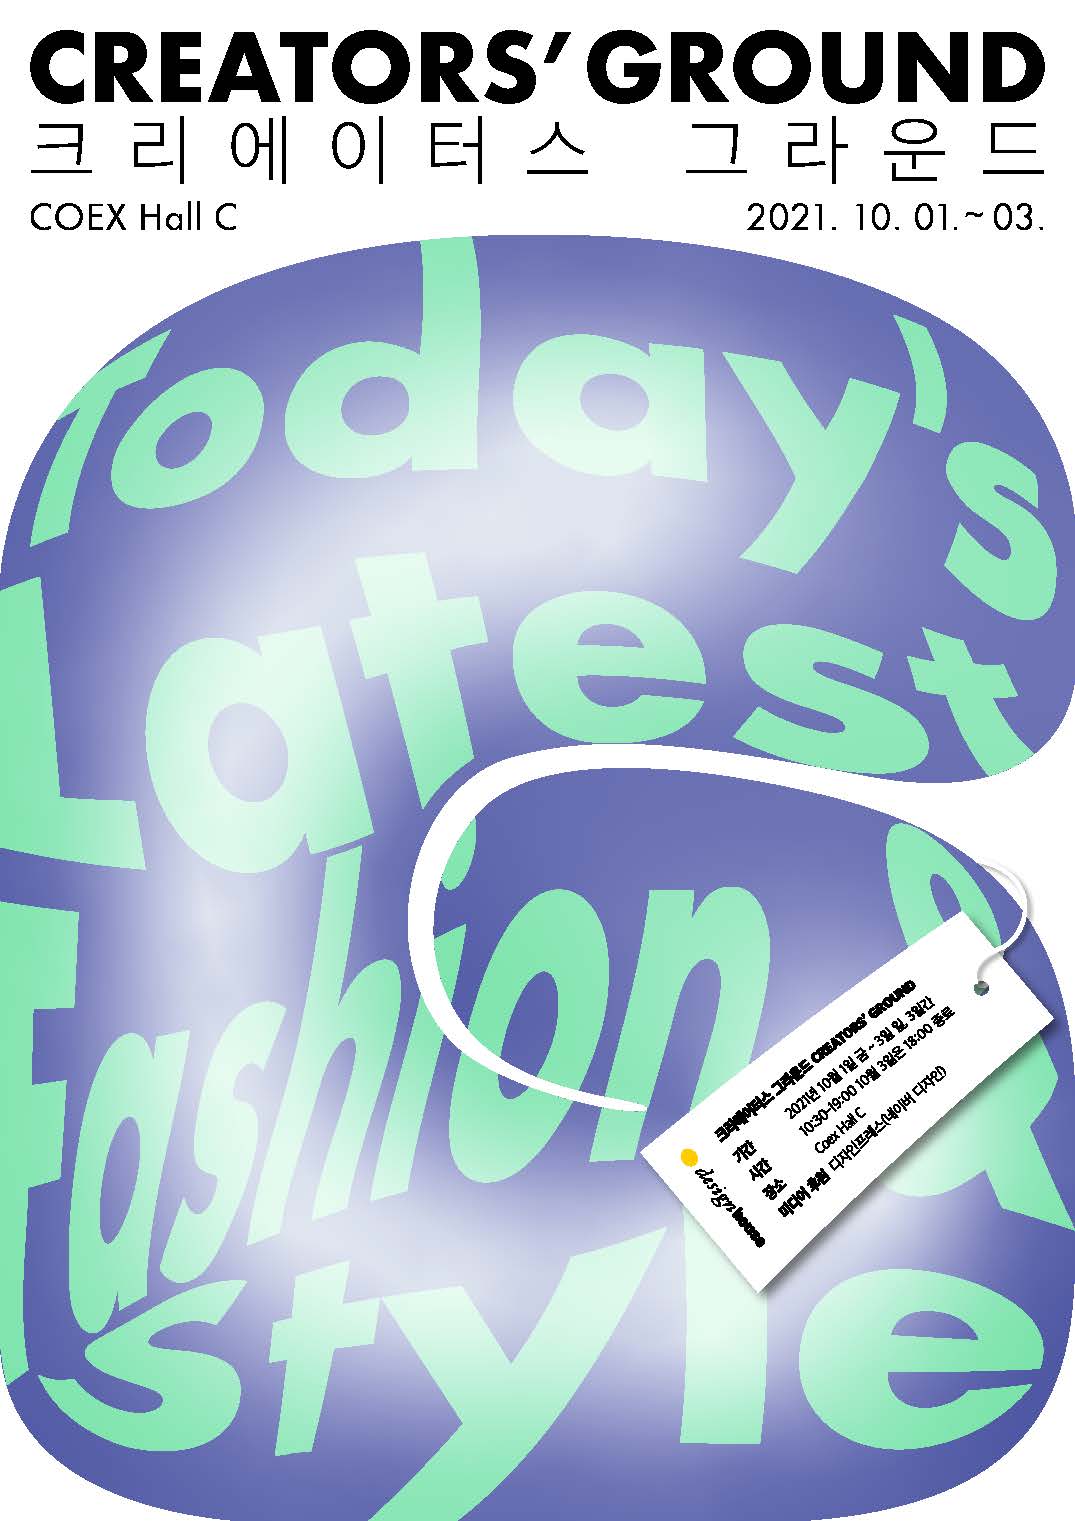 CREATORS' GROUND
크리에이터스 그라운드
COEX Hall C 2021. 10. 01.~03.
Today's
Latest
Fashion &
Style
크리에이터스 그라운드 CREATORS' GROUND
기간 2021년 10월 1일 금 ~ 3일 일, 3일간
시간 10:30-19:00 10월 3일은 18:00 종료
장소 Coex Hall C
미디어 후원 디자인프레스(네이버 디자인)
designhouse